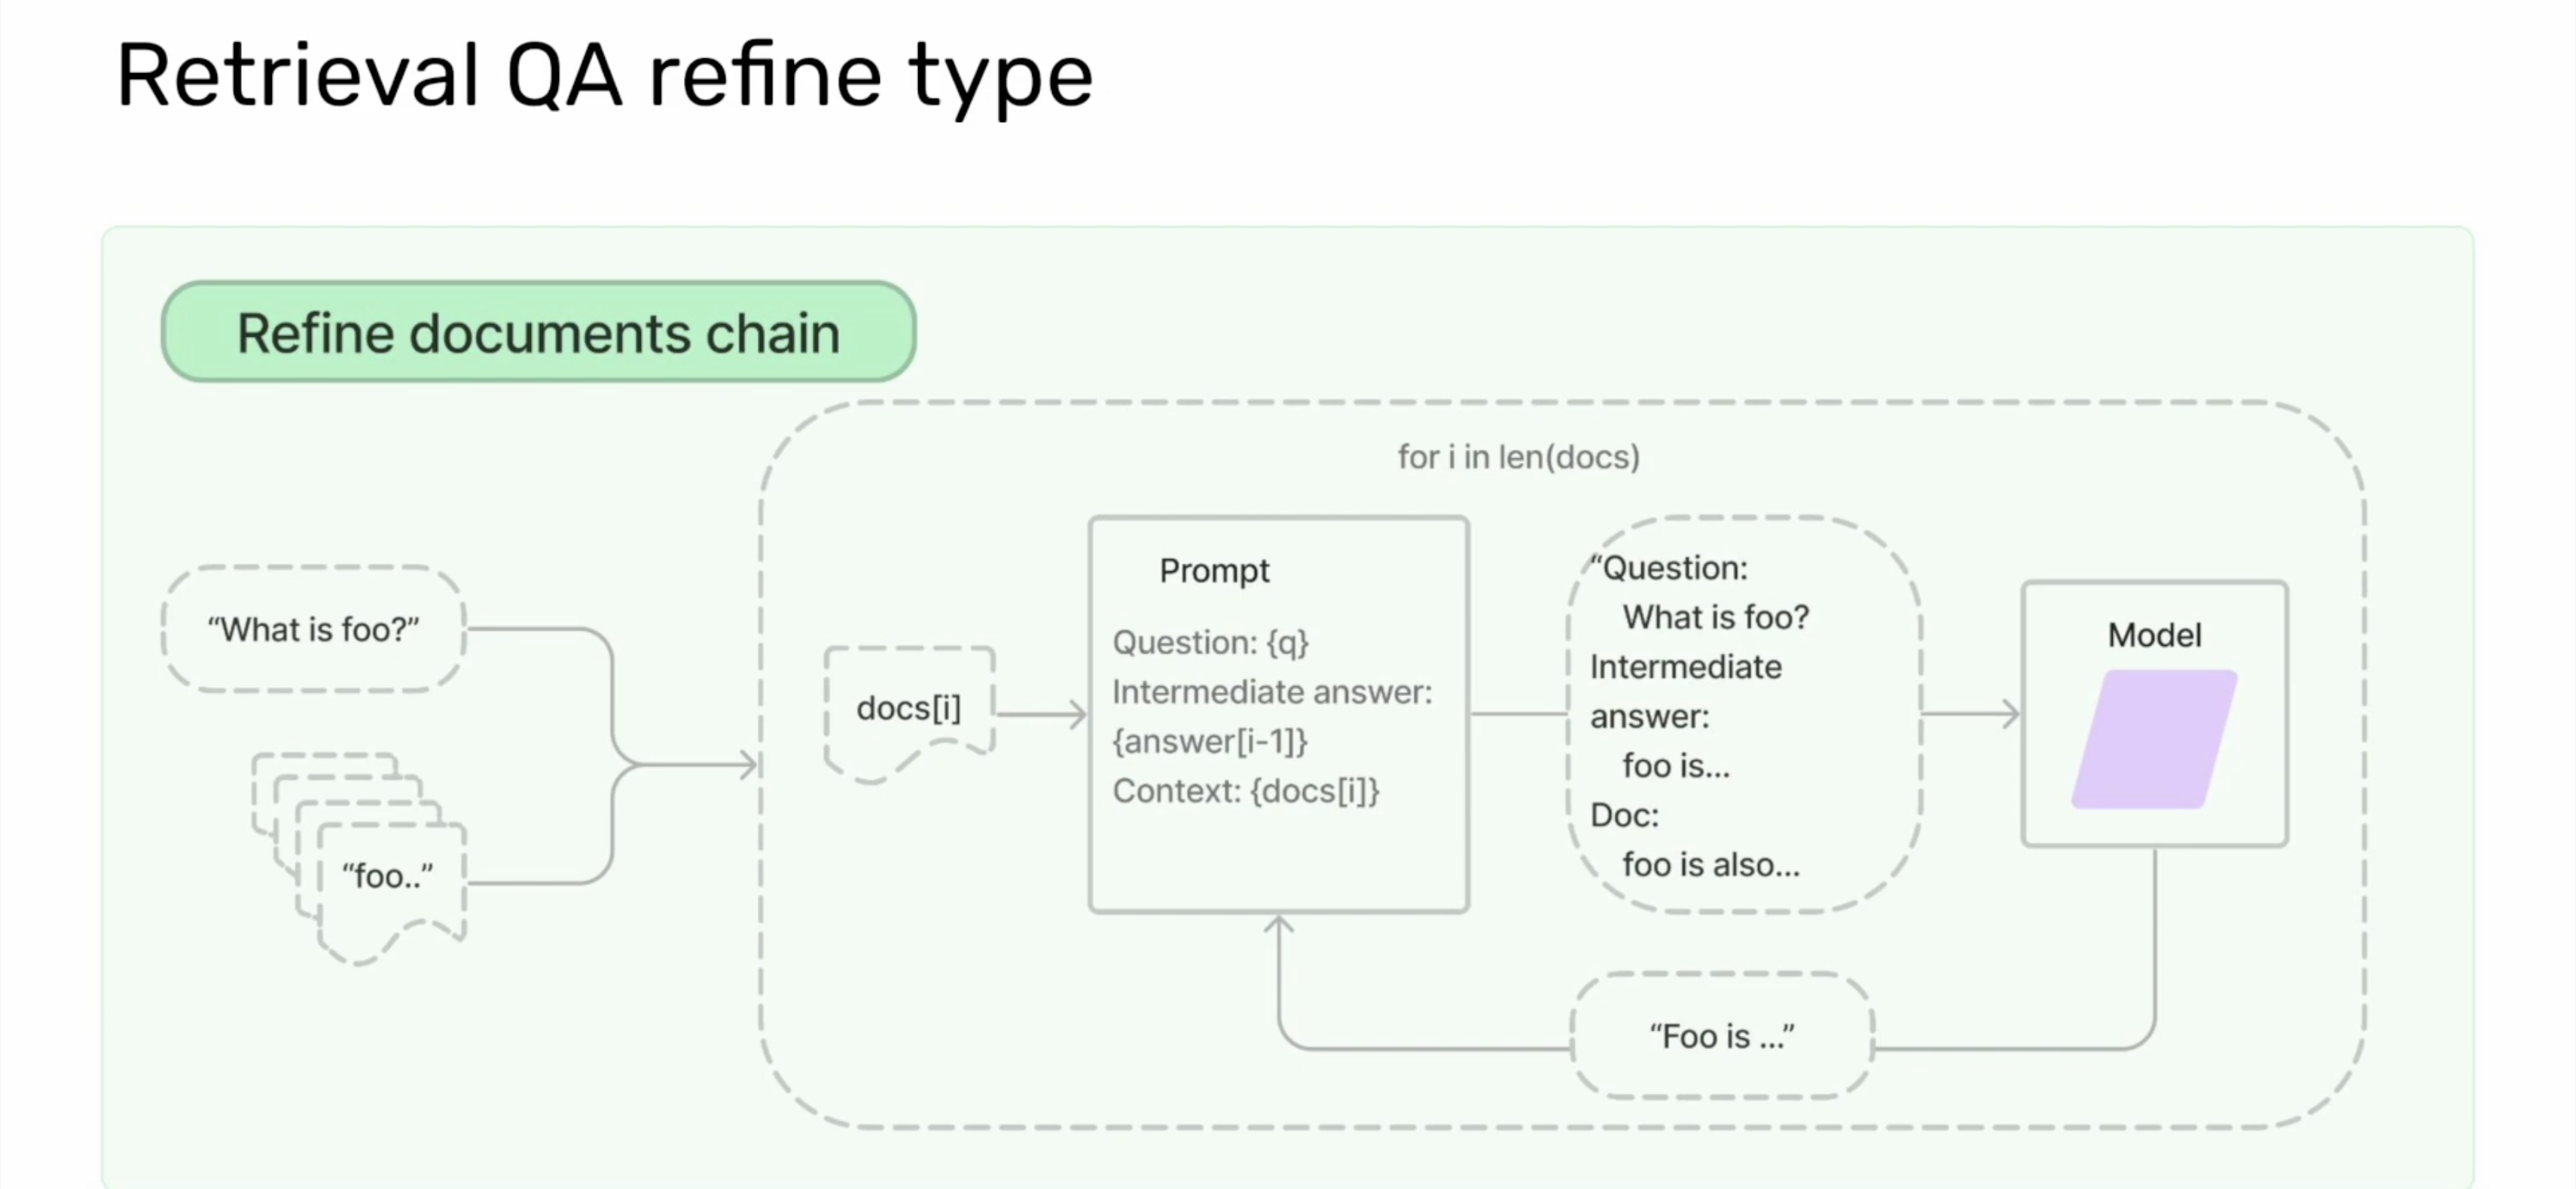 Retrieval QA refine type
Refine documents chain
for i in len(docs)
“What is foo?”
“foo..”
docs[i]
Prompt
Question: {q}
Intermediate answer:
{answer[i-1]}
Context: {docs[i]}
“Question:
What is foo?
Intermediate
answer:
foo is...
Doc:
foo is also...
Model
“Foo is ...”